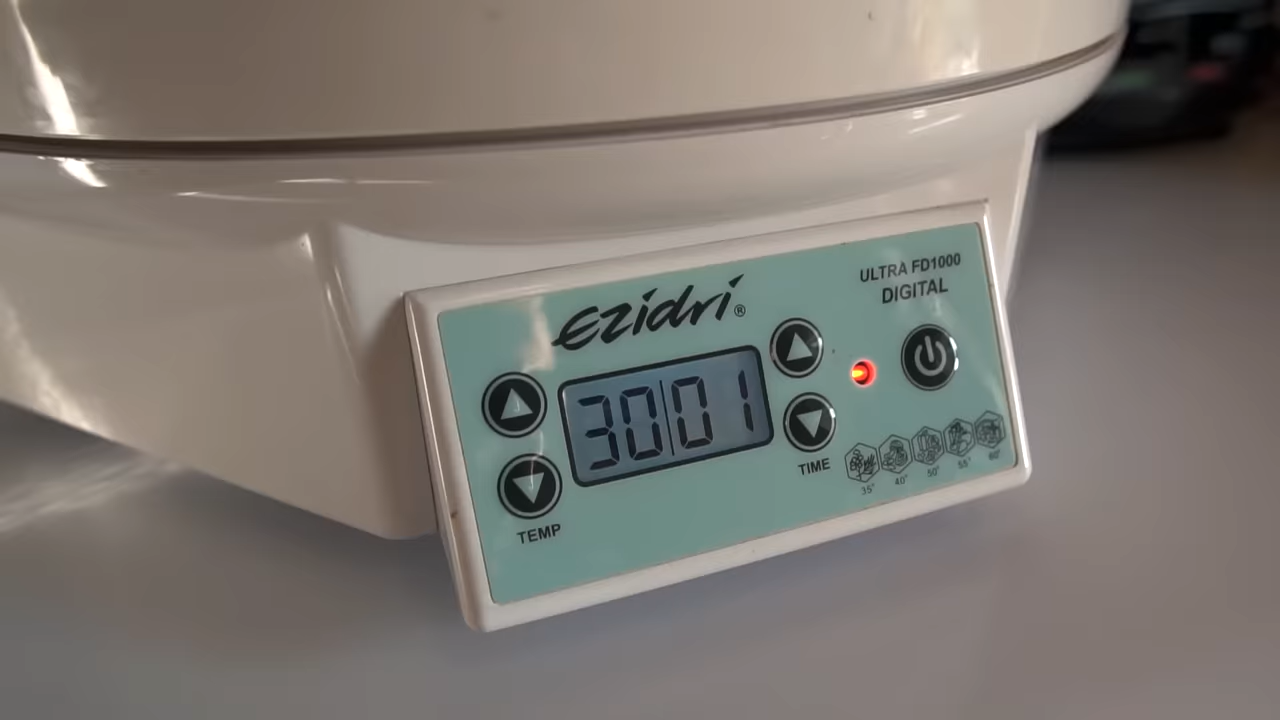 ULTRA FD1000
DIGITAL
Ezidri®
30|01
TEMP
TIME
35° 40° 50° 55° 60°